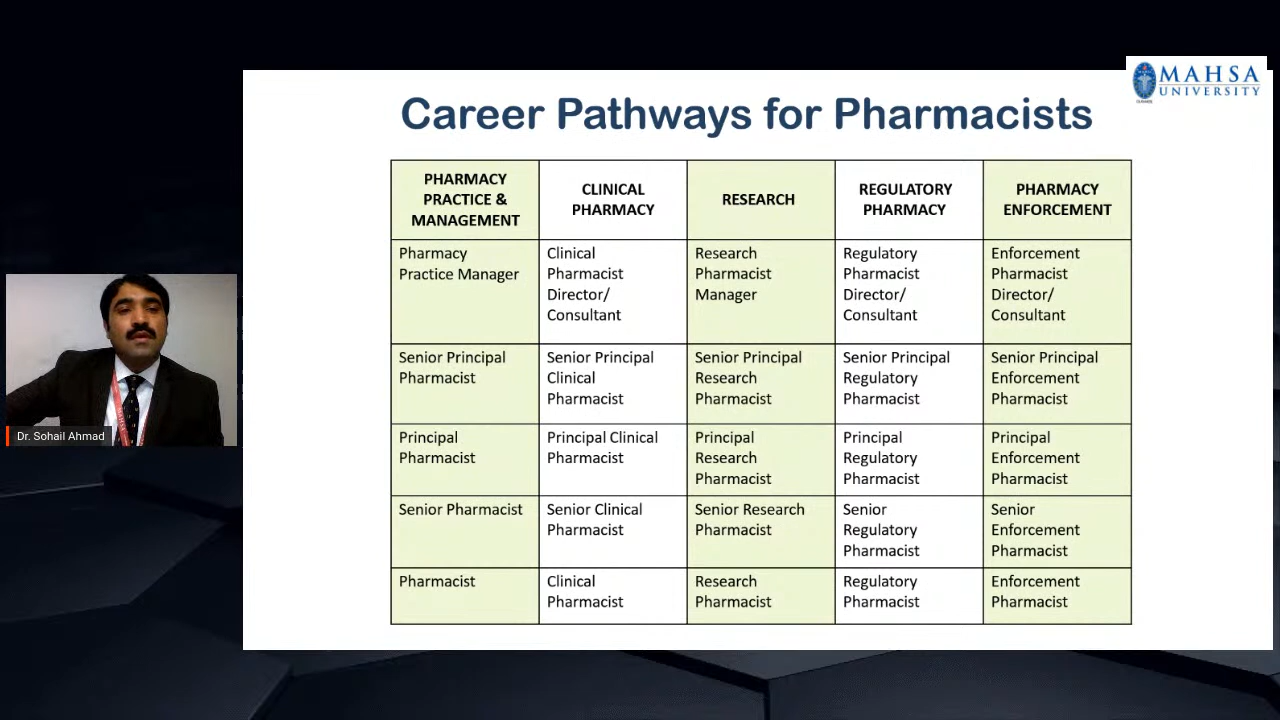 MAHSA
UNIVERSITY
Career Pathways for Pharmacists
PHARMACY
PRACTICE &
MANAGEMENT
CLINICAL
PHARMACY
RESEARCH
REGULATORY
PHARMACY
PHARMACY
ENFORCEMENT
Pharmacy
Practice Manager
Clinical
Pharmacist
Director/
Consultant
Research
Pharmacist
Manager
Regulatory
Pharmacist
Director/
Consultant
Enforcement
Pharmacist
Director/
Consultant
Senior Principal
Pharmacist
Senior Principal
Clinical
Pharmacist
Senior Principal
Research
Pharmacist
Senior Principal
Regulatory
Pharmacist
Senior Principal
Enforcement
Pharmacist
Principal
Pharmacist
Principal Clinical
Pharmacist
Principal
Research
Pharmacist
Principal
Regulatory
Pharmacist
Principal
Enforcement
Pharmacist
Senior Pharmacist
Senior Clinical
Pharmacist
Senior Research
Pharmacist
Senior
Regulatory
Pharmacist
Senior
Enforcement
Pharmacist
Pharmacist
Clinical
Pharmacist
Research
Pharmacist
Regulatory
Pharmacist
Enforcement
Pharmacist
Dr. Sohail Ahmad